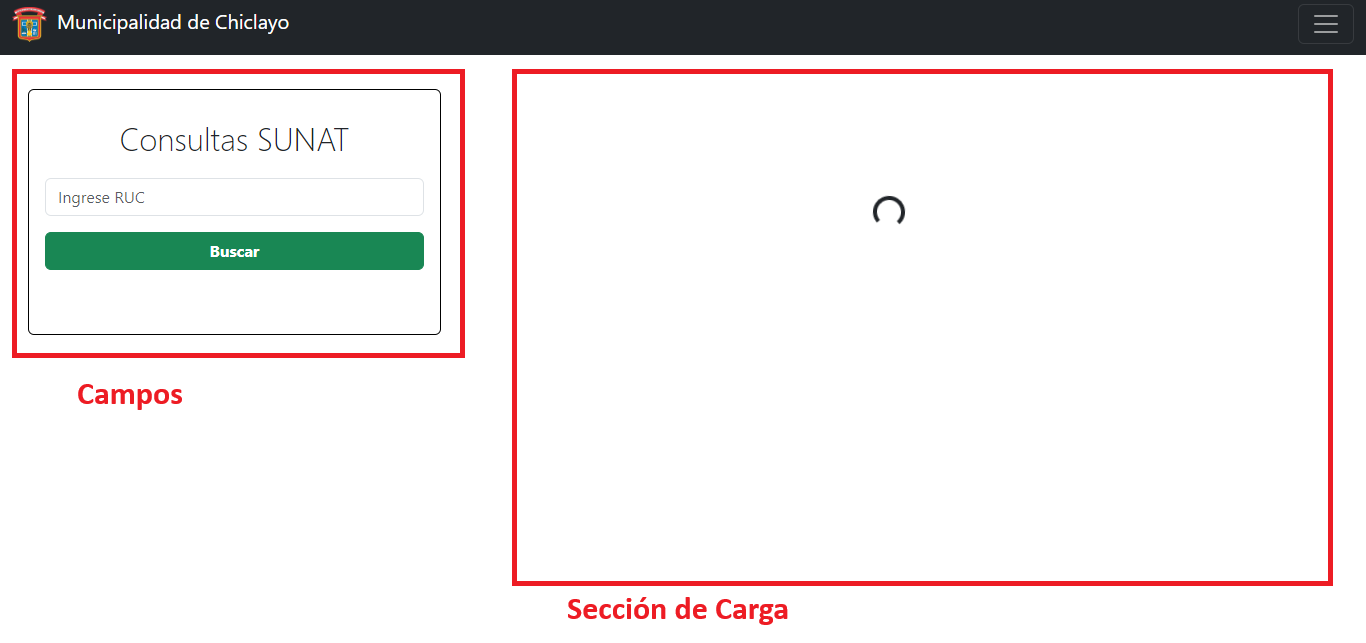 Municipalidad de Chiclayo
Consultas SUNAT
Ingrese RUC
Buscar
Campos
Sección de Carga